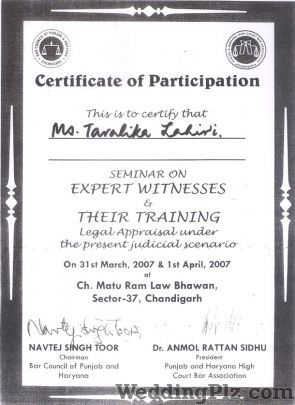 Certificate of Participation
This is to certify that
Ms. Taralika Lahiri.
SEMINAR ON
EXPERT WITNESSES
&
THEIR TRAINING
Legal Appraisal under
the present judicial scenario
On 31st March, 2007 & 1st April, 2007
at
Ch. Matu Ram Law Bhawan,
Sector-37, Chandigarh
Navtej Singh Toor
NAVTEJ SINGH TOOR
Chairman
Bar Council of Punjab and
Haryana
Dr. ANMOL RATTAN SIDHU
President
Punjab and Haryana High
Court Bar Association
WeddingPlz.com